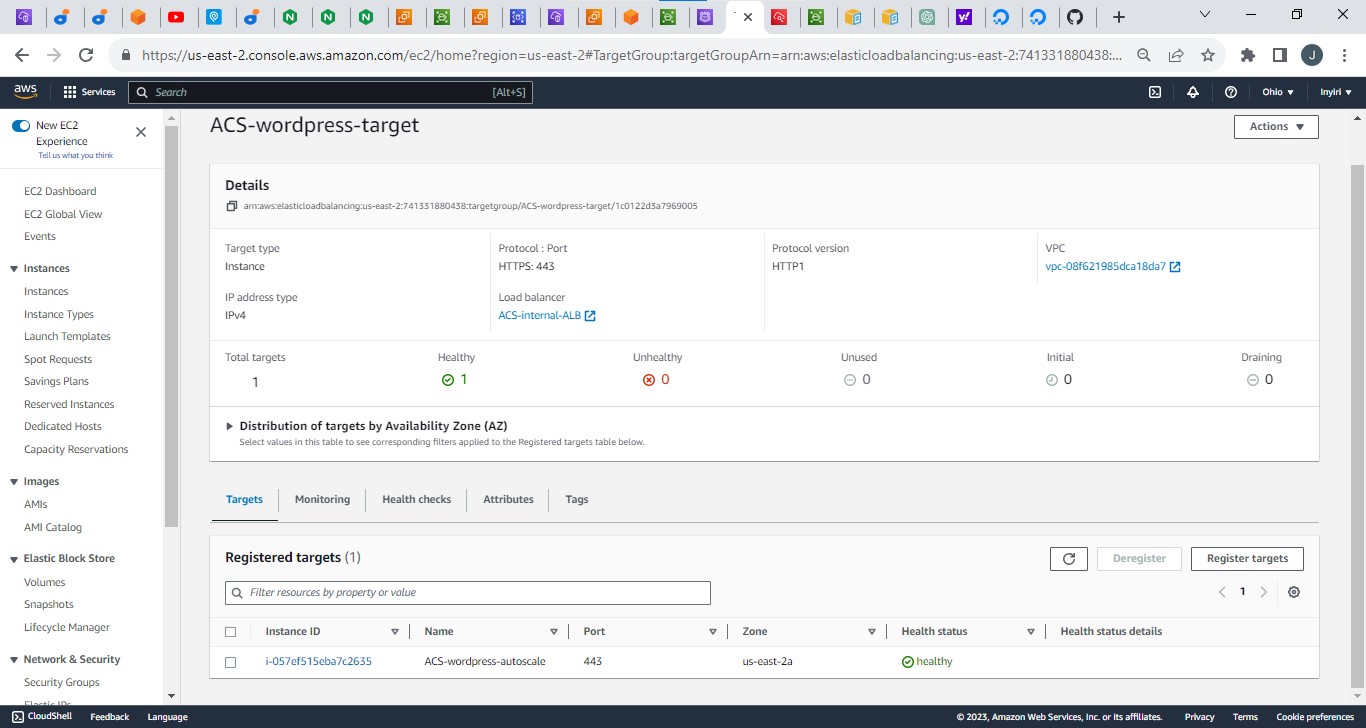 https://us-east-2.console.aws.amazon.com/ec2/home?region=us-east-2#TargetGroup:targetGroupArn=arn:aws:elasticloadbalancing:us-east-2:741331880438:...
J
aws Services Search [Alt+S] Ohio Inyiri
New EC2
Experience
Tell us what you think
EC2 Dashboard
EC2 Global View
Events
Instances
Instances
Instance Types
Launch Templates
Spot Requests
Savings Plans
Reserved Instances
Dedicated Hosts
Capacity Reservations
Images
AMIs
AMI Catalog
Elastic Block Store
Volumes
Snapshots
Lifecycle Manager
Network & Security
Security Groups
Elastic IPs
ACS-wordpress-target
Actions
Details
arn:aws:elasticloadbalancing:us-east-2:741331880438:targetgroup/ACS-wordpress-target/1c0122d3a7969005
Target type
Instance
Protocol : Port
HTTPS: 443
Protocol version
HTTP1
VPC
vpc-08f621985dca18da7
IP address type
IPv4
Load balancer
ACS-internal-ALB
Total targets
1
Healthy
1
Unhealthy
0
Unused
0
Initial
0
Draining
0
Distribution of targets by Availability Zone (AZ)
Select values in this table to see corresponding filters applied to the Registered targets table below.
Targets Monitoring Health checks Attributes Tags
Registered targets (1)
Deregister Register targets
Filter resources by property or value
1
Instance ID Name Port Zone Health status Health status details
i-057ef515eba7c2635 ACS-wordpress-autoscale 443 us-east-2a healthy
CloudShell Feedback Language © 2023, Amazon Web Services, Inc. or its affiliates. Privacy Terms Cookie preferences